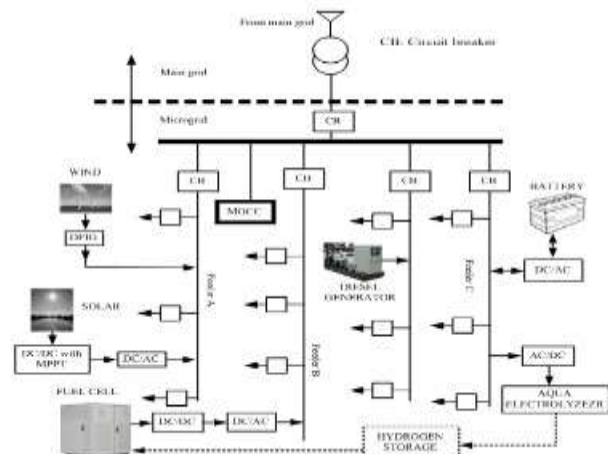 From main grid
CB: Circuit breaker
Main grid
Microgrid
CB
CB
CB
CB
CB
MGCC
WIND
DFIG
BATTERY
DC/AC
DIESEL
GENERATOR
Feeder A
Feeder B
Feeder C
SOLAR
DC/DC with
MPPT
DC/AC
AC/DC
FUEL CELL
DC/DC
DC/AC
AQUA
ELECTROLYZEZR
HYDROGEN
STORAGE